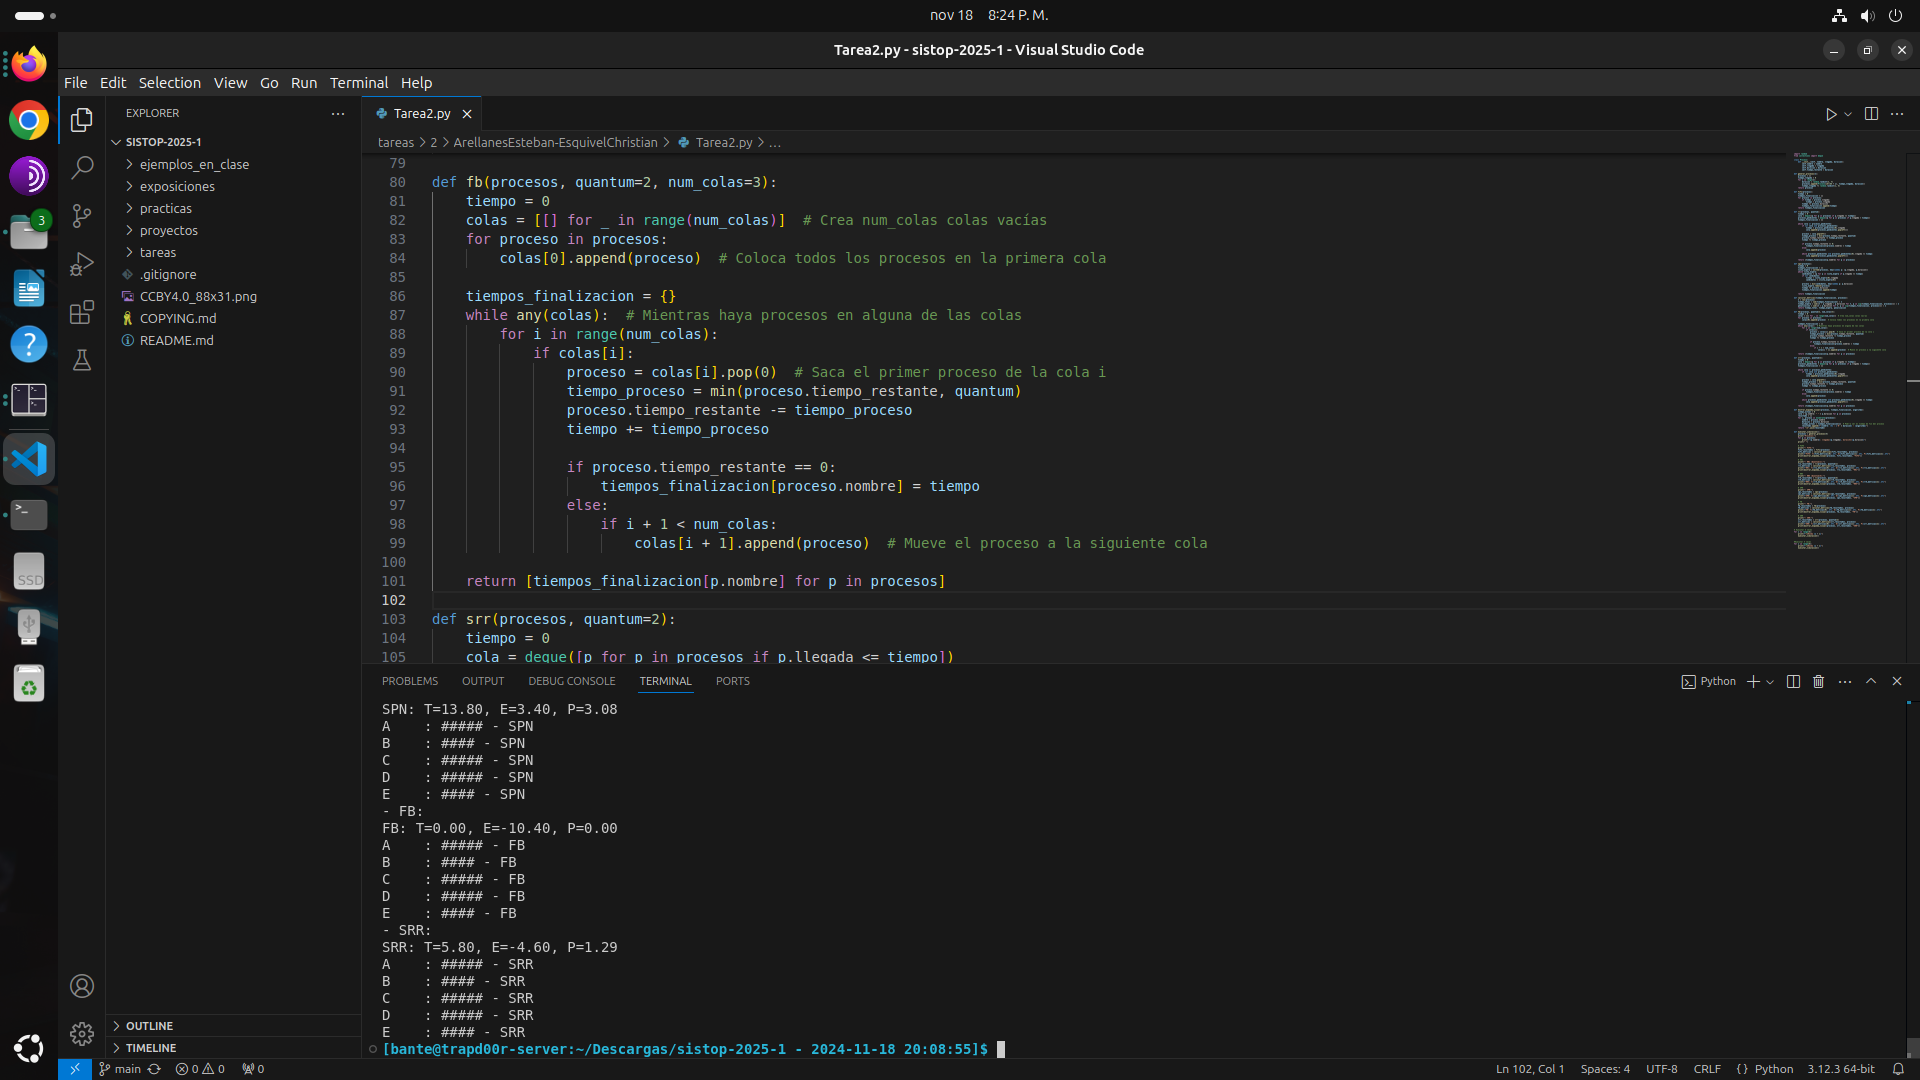 nov 18 8:24 P. M.
Tarea2.py - sistop-2025-1 - Visual Studio Code
File Edit Selection View Go Run Terminal Help
EXPLORER
SISTOP-2025-1
ejemplos_en_clase
exposiciones
practicas
proyectos
tareas
.gitignore
CCBY4.0_88x31.png
COPYING.md
README.md
OUTLINE
TIMELINE
3
SSD
Tarea2.py
tareas > 2 > ArellanesEsteban-EsquivelChristian > Tarea2.py > ...
79
80 def fb(procesos, quantum=2, num_colas=3):
81 tiempo = 0
82 colas = [[] for _ in range(num_colas)]  # Crea num_colas colas vacías
83 for proceso in procesos:
84 colas[0].append(proceso)  # Coloca todos los procesos en la primera cola
85
86 tiempos_finalizacion = {}
87 while any(colas):  # Mientras haya procesos en alguna de las colas
88 for i in range(num_colas):
89 if colas[i]:
90 proceso = colas[i].pop(0)  # Saca el primer proceso de la cola i
91 tiempo_proceso = min(proceso.tiempo_restante, quantum)
92 proceso.tiempo_restante -= tiempo_proceso
93 tiempo += tiempo_proceso
94
95 if proceso.tiempo_restante == 0:
96 tiempos_finalizacion[proceso.nombre] = tiempo
97 else:
98 if i + 1 < num_colas:
99 colas[i + 1].append(proceso)  # Mueve el proceso a la siguiente cola
100
101 return [tiempos_finalizacion[p.nombre] for p in procesos]
102
103 def srr(procesos, quantum=2):
104 tiempo = 0
105 cola = deque([p for p in procesos if p.llegada <= tiempo])
PROBLEMS OUTPUT DEBUG CONSOLE TERMINAL PORTS
Python
SPN: T=13.80, E=3.40, P=3.08
A    : ##### - SPN
B    : #### - SPN
C    : ##### - SPN
D    : ##### - SPN
E    : #### - SPN
- FB:
FB: T=0.00, E=-10.40, P=0.00
A    : ##### - FB
B    : #### - FB
C    : ##### - FB
D    : ##### - FB
E    : #### - FB
- SRR:
SRR: T=5.80, E=-4.60, P=1.29
A    : ##### - SRR
B    : #### - SRR
C    : ##### - SRR
D    : ##### - SRR
E    : #### - SRR
[bante@trapd00r-server:~/Descargas/sistop-2025-1 - 2024-11-18 20:08:55]$
main 0 0 0 Ln 102, Col 1 Spaces: 4 UTF-8 CRLF {} Python 3.12.3 64-bit